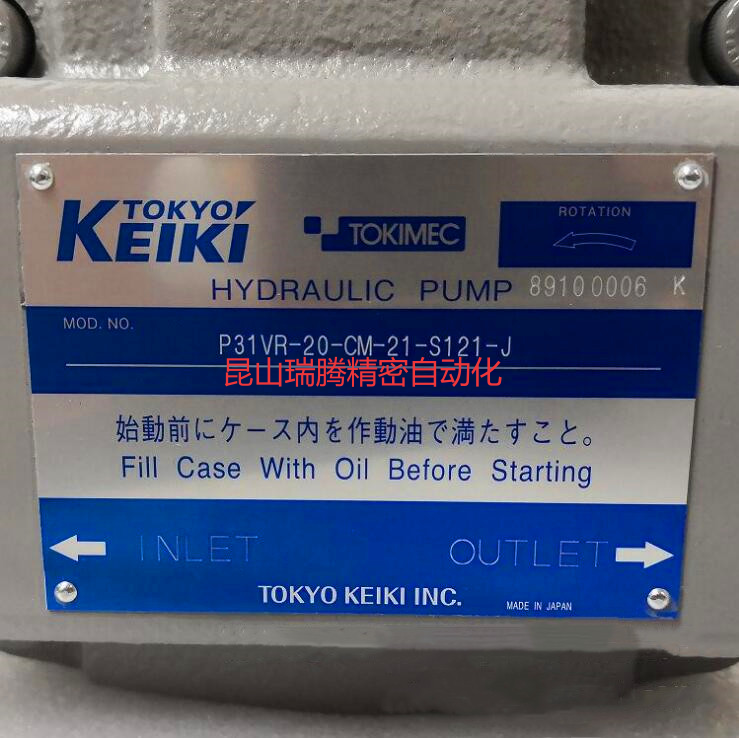 TOKYO KEIKI
TOKIMEC
ROTATION
HYDRAULIC PUMP 89100006 K
MOD. NO.
P31VR-20-CM-21-S121-J
昆山瑞腾精密自动化
始動前にケース内を作動油で満たすこと。
Fill Case With Oil Before Starting
INLET OUTLET
TOKYO KEIKI INC.
MADE IN JAPAN